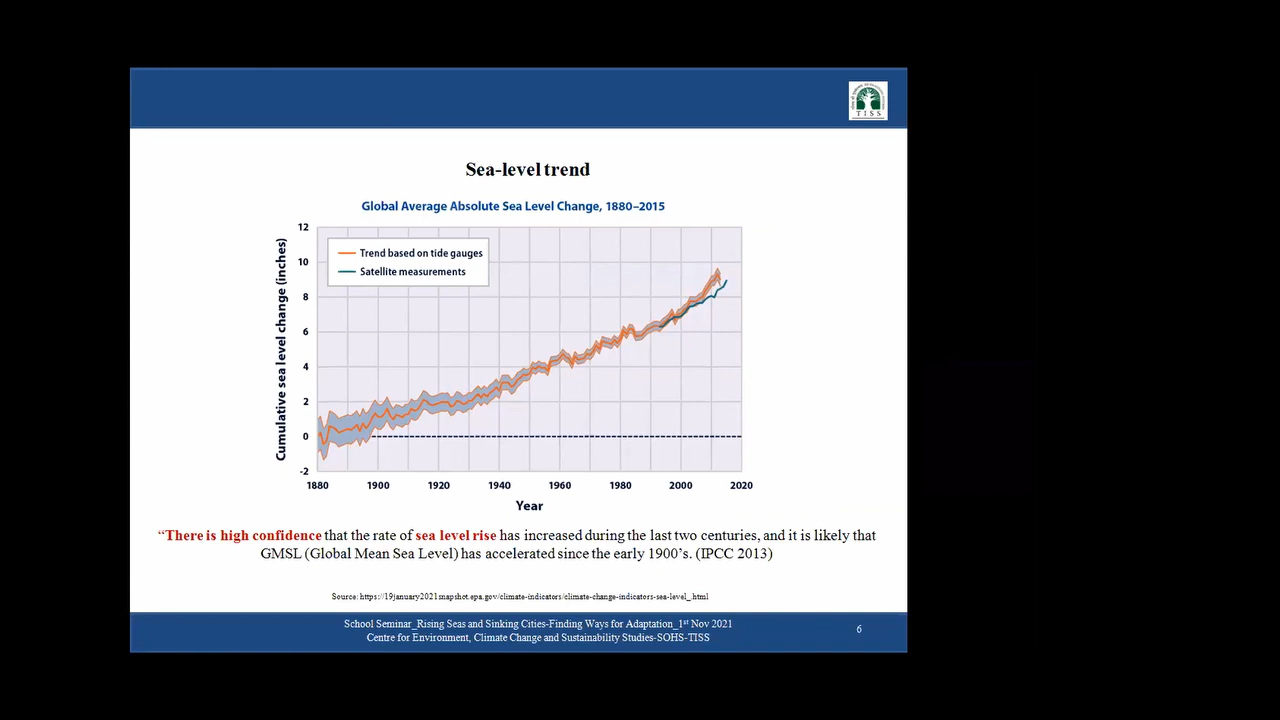 TISS
Sea-level trend
Global Average Absolute Sea Level Change, 1880–2015
Cumulative sea level change (inches)
12
10
8
6
4
2
0
-2
Trend based on tide gauges
Satellite measurements
1880 1900 1920 1940 1960 1980 2000 2020
Year
“There is high confidence that the rate of sea level rise has increased during the last two centuries, and it is likely that
GMSL (Global Mean Sea Level) has accelerated since the early 1900’s. (IPCC 2013)
Source: https://19january2021snapshot.epa.gov/climate-indicators/climate-change-indicators-sea-level_.html
School Seminar_Rising Seas and Sinking Cities-Finding Ways for Adaptation_1st Nov 2021
Centre for Environment, Climate Change and Sustainability Studies-SOHS-TISS
6